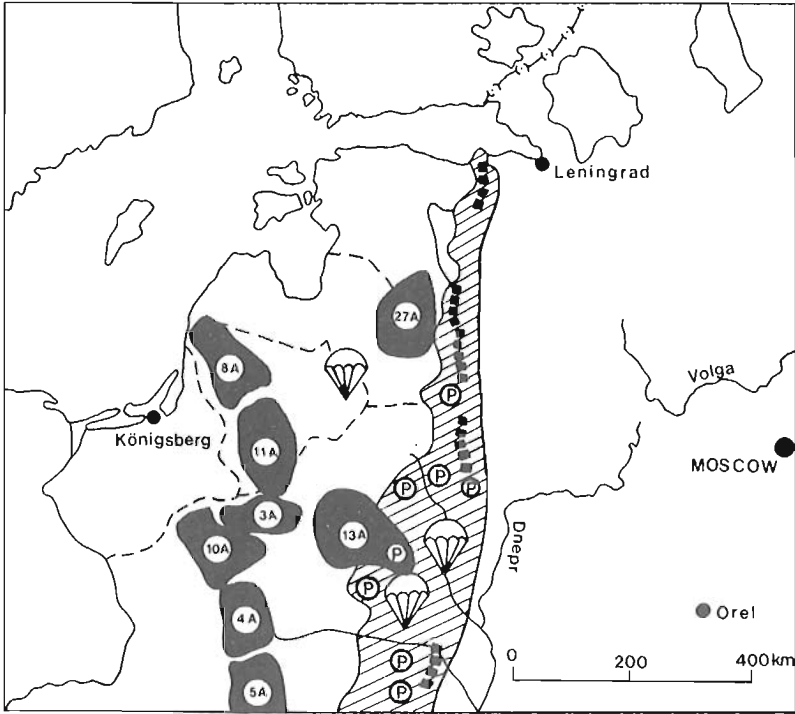 Leningrad
27A
8A
P
Volga
Königsberg
11A
MOSCOW
P
P
P
3A
13A
P
10A
Dnepr
P
4A
Orel
P
0 200 400km
5A
P